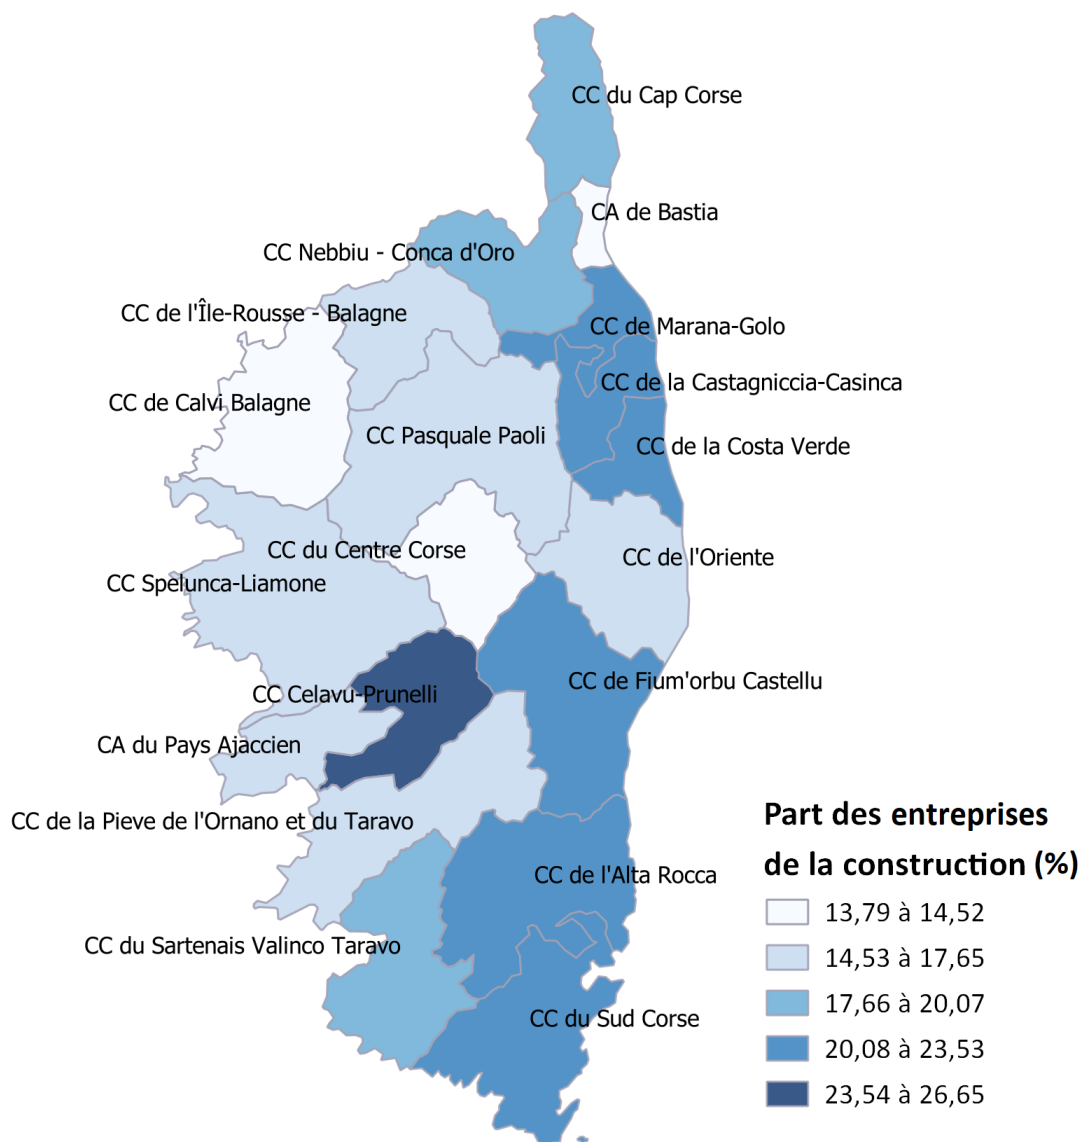 CC du Cap Corse
CA de Bastia
CC Nebbiu - Conca d'Oro
CC de l'Île-Rousse - Balagne
CC de Marana-Golo
CC de la Castagniccia-Casinca
CC de Calvi Balagne
CC Pasquale Paoli
CC de la Costa Verde
CC du Centre Corse
CC de l'Oriente
CC Spelunca-Liamone
CC de Fium'orbu Castellu
CC Celavu-Prunelli
CA du Pays Ajaccien
CC de la Pieve de l'Ornano et du Taravo
CC de l'Alta Rocca
CC du Sartenais Valinco Taravo
CC du Sud Corse
Part des entreprises
de la construction (%)
13,79 à 14,52
14,53 à 17,65
17,66 à 20,07
20,08 à 23,53
23,54 à 26,65